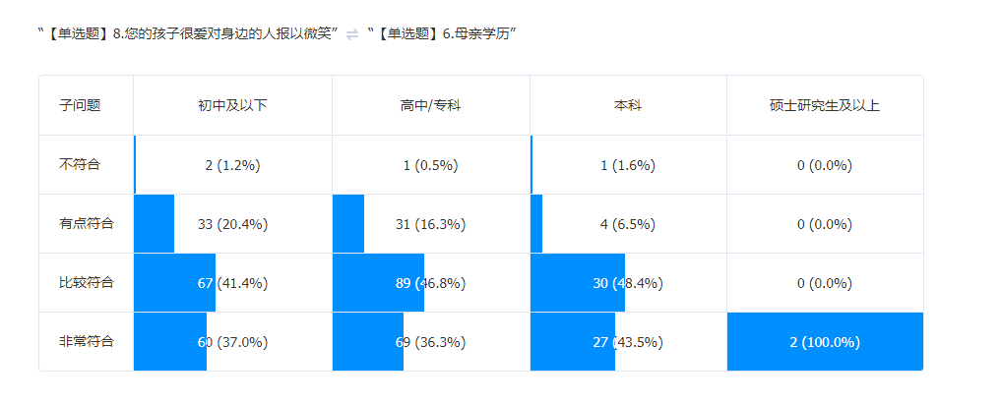 “【单选题】8.您的孩子很爱对身边的人报以微笑” ⇌ “【单选题】6.母亲学历”
子问题 初中及以下 高中/专科 本科 硕士研究生及以上
不符合 2 (1.2%) 1 (0.5%) 1 (1.6%) 0 (0.0%)
有点符合 33 (20.4%) 31 (16.3%) 4 (6.5%) 0 (0.0%)
比较符合 67 (41.4%) 89 (46.8%) 30 (48.4%) 0 (0.0%)
非常符合 60 (37.0%) 69 (36.3%) 27 (43.5%) 2 (100.0%)